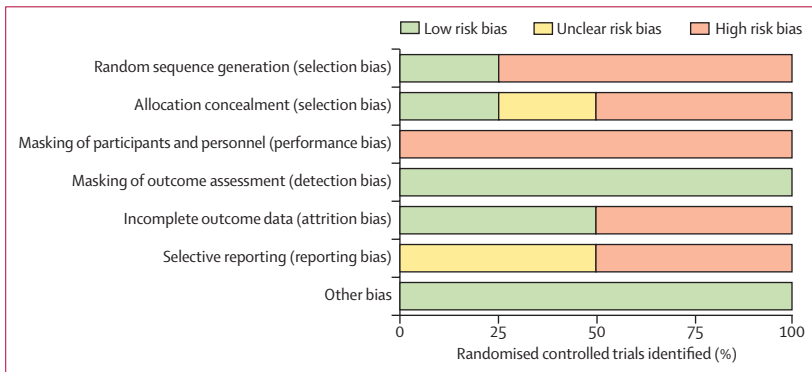 Low risk bias Unclear risk bias High risk bias
Random sequence generation (selection bias)
Allocation concealment (selection bias)
Masking of participants and personnel (performance bias)
Masking of outcome assessment (detection bias)
Incomplete outcome data (attrition bias)
Selective reporting (reporting bias)
Other bias
0 25 50 75 100
Randomised controlled trials identified (%)